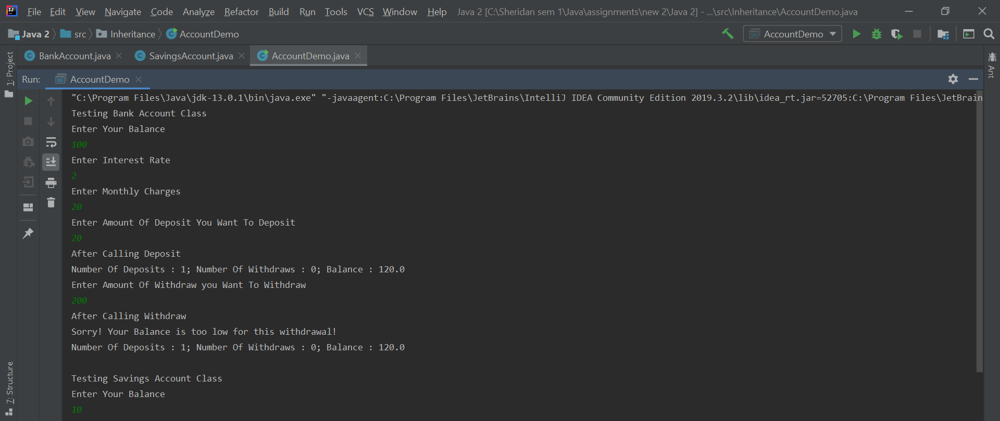 File Edit View Navigate Code Analyze Refactor Build Run Tools VCS Window Help Java 2 [C:\Sheridan sem 1\Java\assignments\new 2\Java 2] - ...\src\Inheritance\AccountDemo.java
Java 2 src Inheritance AccountDemo AccountDemo
BankAccount.java SavingsAccount.java AccountDemo.java
1: Project
Ant
Run: AccountDemo
"C:\Program Files\Java\jdk-13.0.1\bin\java.exe" "-javaagent:C:\Program Files\JetBrains\IntelliJ IDEA Community Edition 2019.3.2\lib\idea_rt.jar=52705:C:\Program Files\JetBrain
Testing Bank Account Class
Enter Your Balance
100
Enter Interest Rate
2
Enter Monthly Charges
20
Enter Amount Of Deposit You Want To Deposit
20
After Calling Deposit
Number Of Deposits : 1; Number Of Withdraws : 0; Balance : 120.0
Enter Amount Of Withdraw you Want To Withdraw
200
After Calling Withdraw
Sorry! Your Balance is too low for this withdrawal!
Number Of Deposits : 1; Number Of Withdraws : 0; Balance : 120.0
Testing Savings Account Class
Enter Your Balance
10
7: Structure